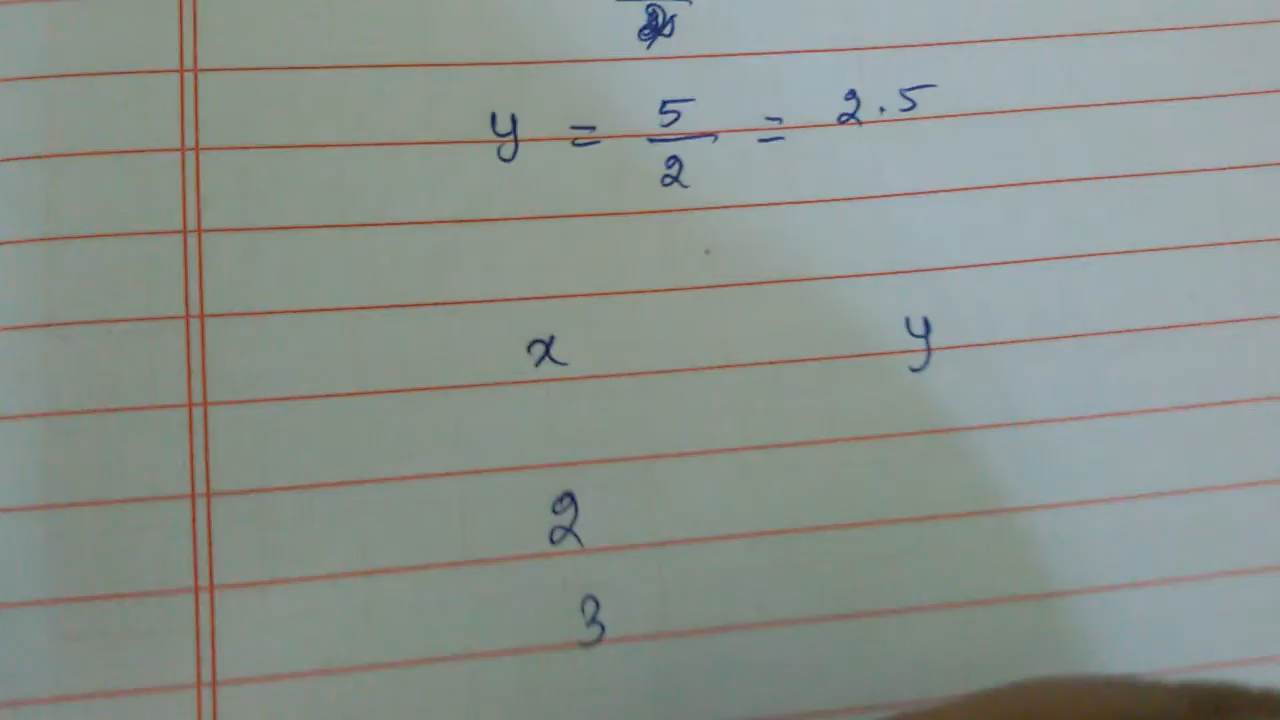 y = 5/2 = 2.5
x y
2
3